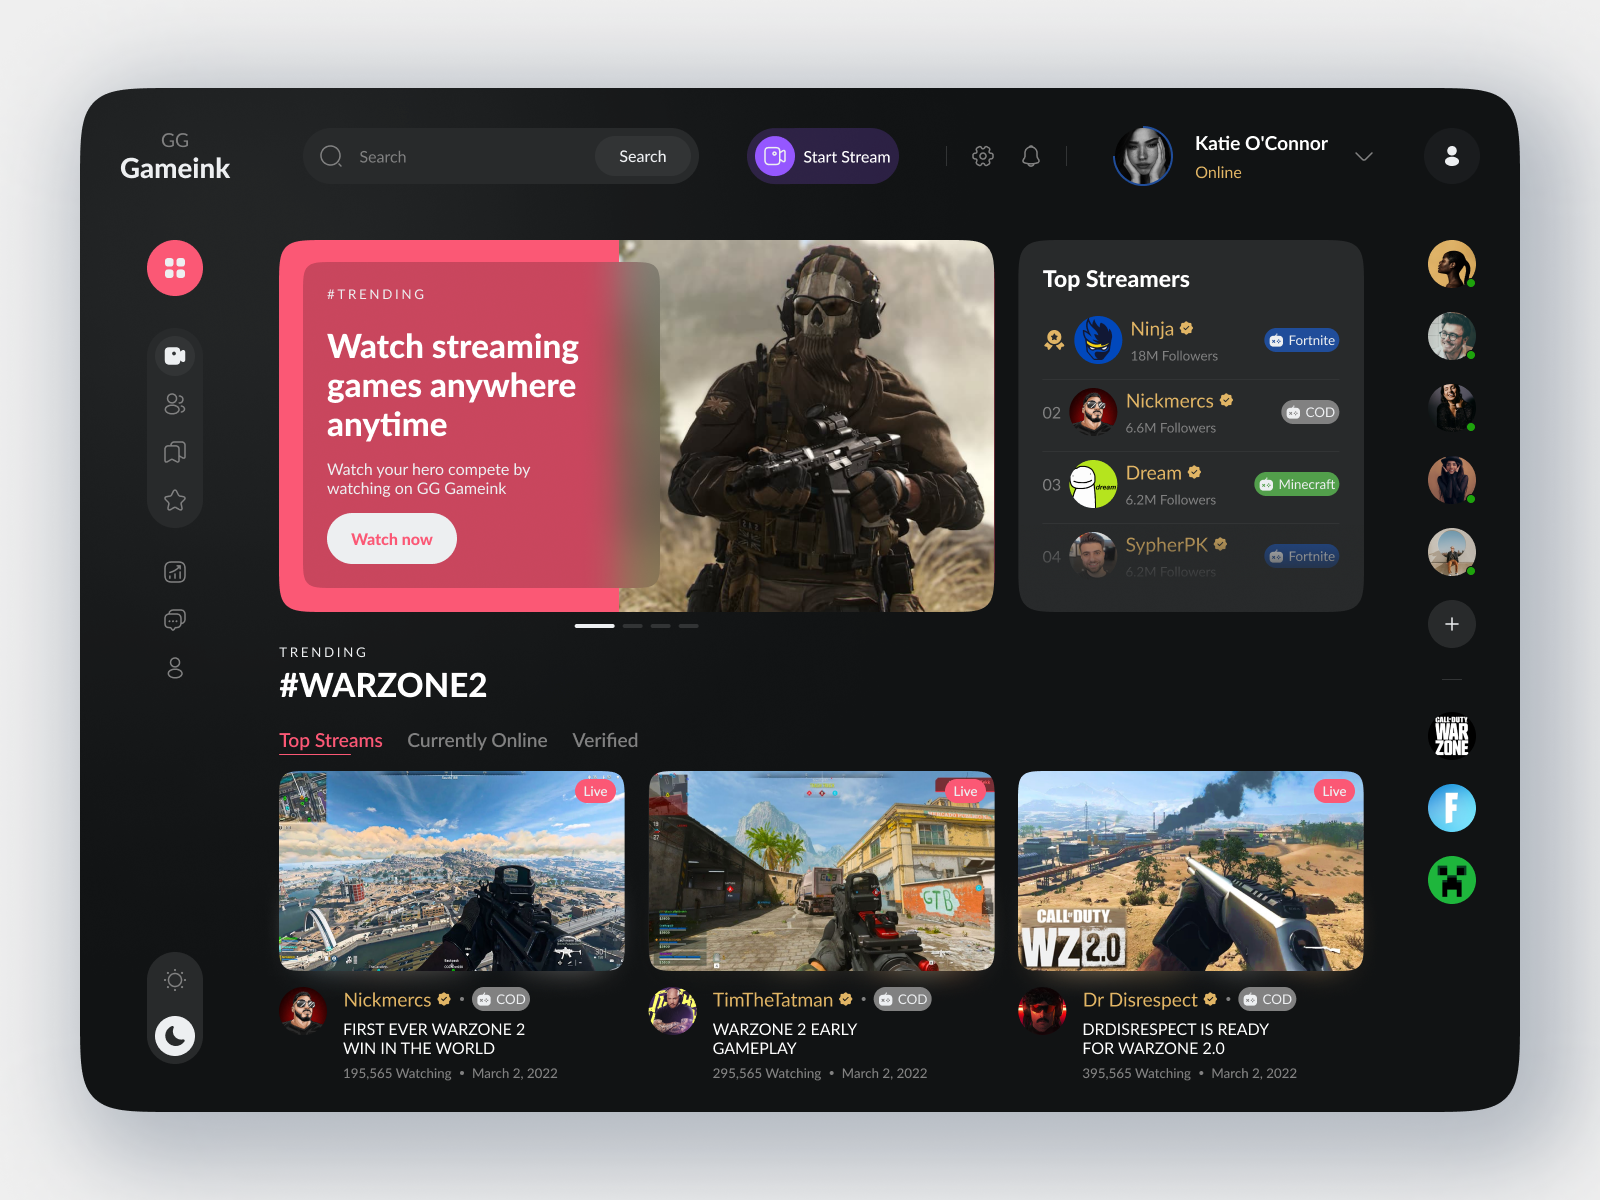 GG
Gameink
Search
Search
Start Stream
Katie O'Connor
Online
#TRENDING
Watch streaming
games anywhere
anytime
Watch your hero compete by
watching on GG Gameink
Watch now
Top Streamers
Ninja
18M Followers
Fortnite
02
Nickmercs
6.6M Followers
COD
03
dream
Dream
6.2M Followers
Minecraft
04
SypherPK
6.2M Followers
Fortnite
TRENDING
#WARZONE2
Top Streams
Currently Online
Verified
Live
Live
GTB
Live
CALL OF DUTY
WZ 2.0
CALL OF DUTY
WAR
ZONE
F
Nickmercs
COD
FIRST EVER WARZONE 2
WIN IN THE WORLD
195,565 Watching • March 2, 2022
TimTheTatman
COD
WARZONE 2 EARLY
GAMEPLAY
295,565 Watching • March 2, 2022
Dr Disrespect
COD
DRDISRESPECT IS READY
FOR WARZONE 2.0
395,565 Watching • March 2, 2022